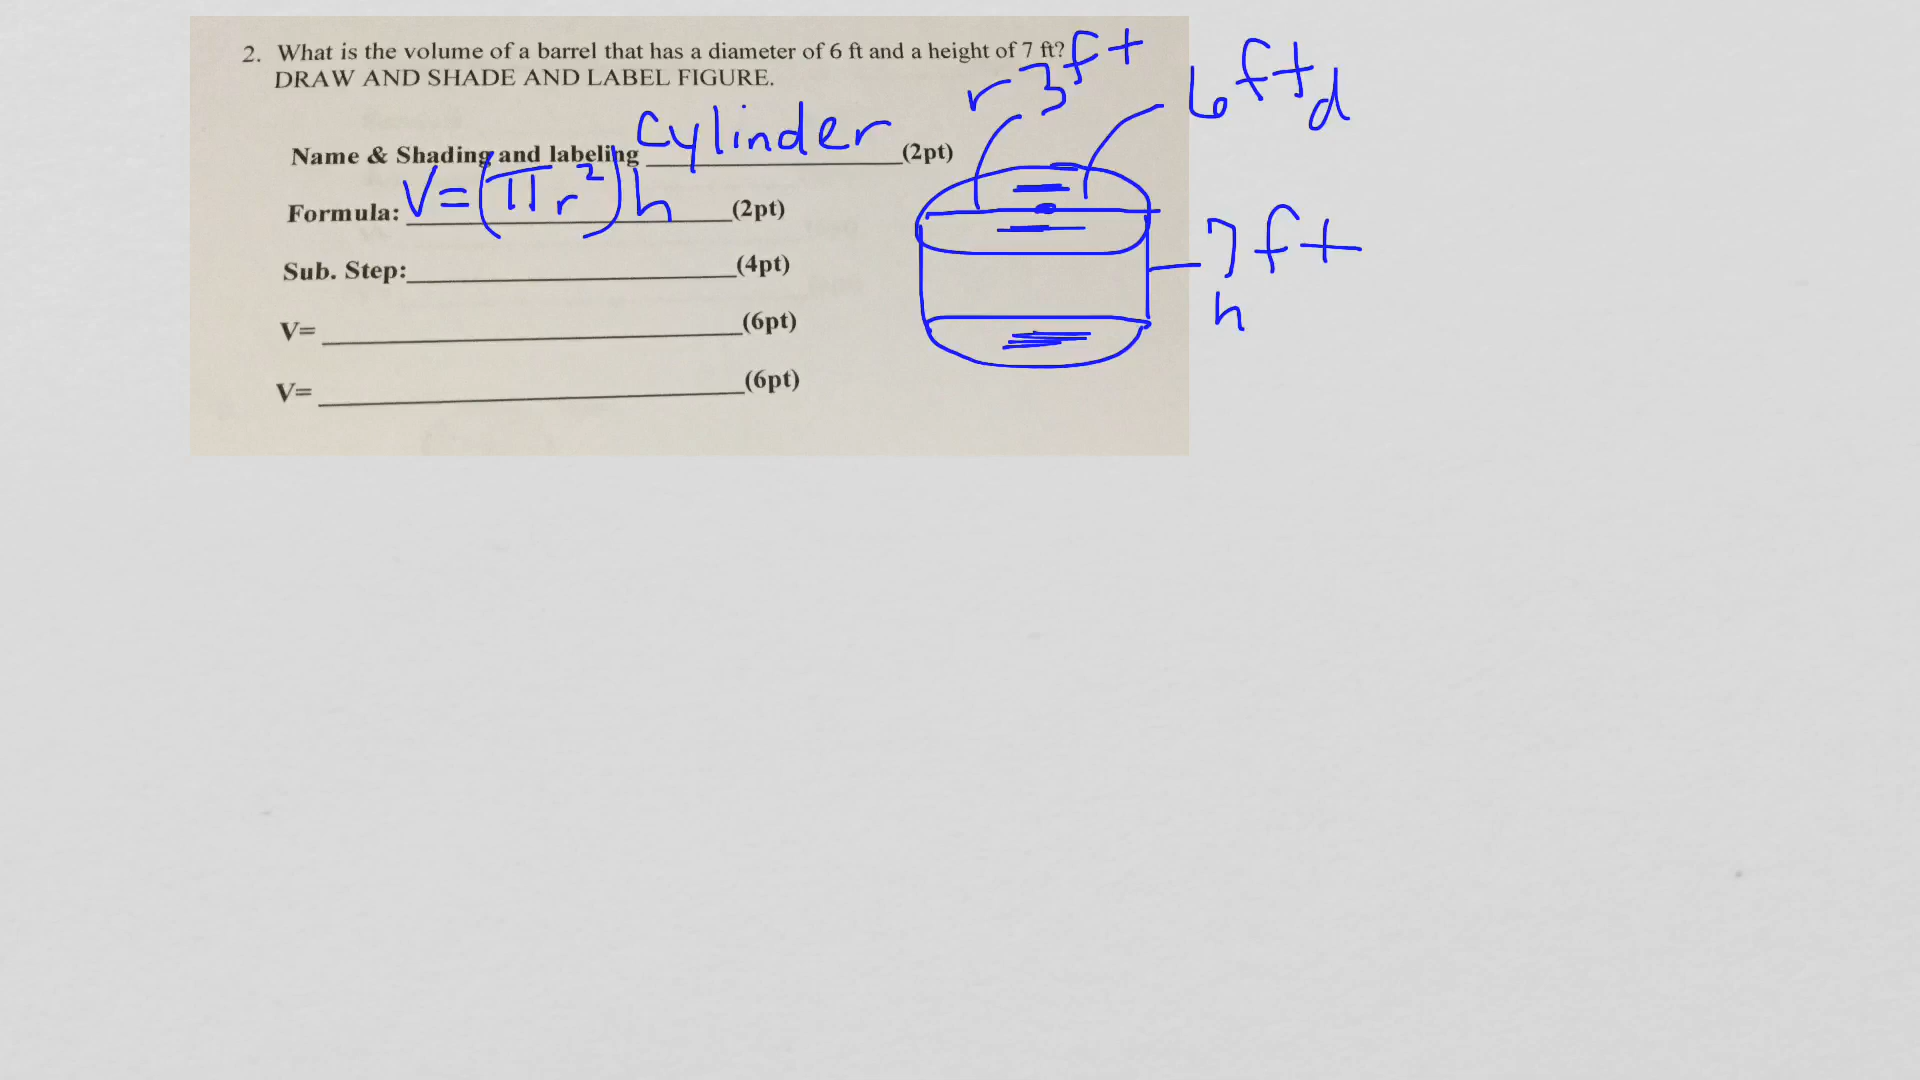 2. What is the volume of a barrel that has a diameter of 6 ft and a height of 7 ft?
DRAW AND SHADE AND LABEL FIGURE.
r 3ft
6ft d
Name & Shading and labeling cylinder (2pt)
Formula: V=(πr²)h (2pt)
7ft
h
Sub. Step: (4pt)
V= (6pt)
V= (6pt)